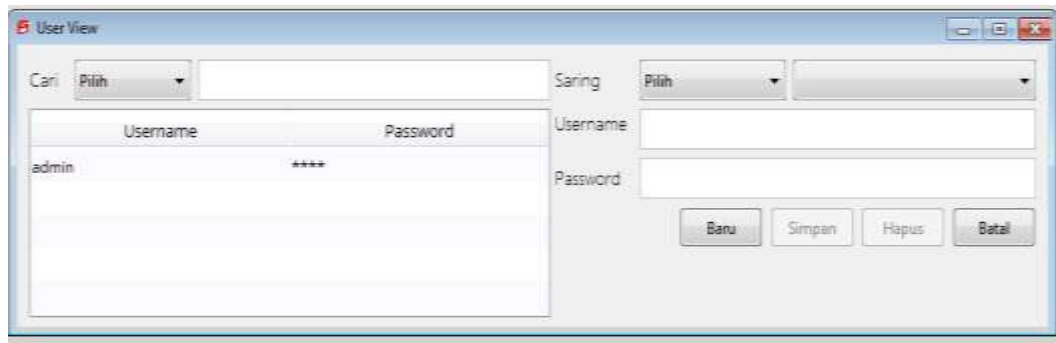 User View
Cari Pilih
Saring Pilih
Username Password
admin ****
Username
Password
Baru Simpan Hapus Batal